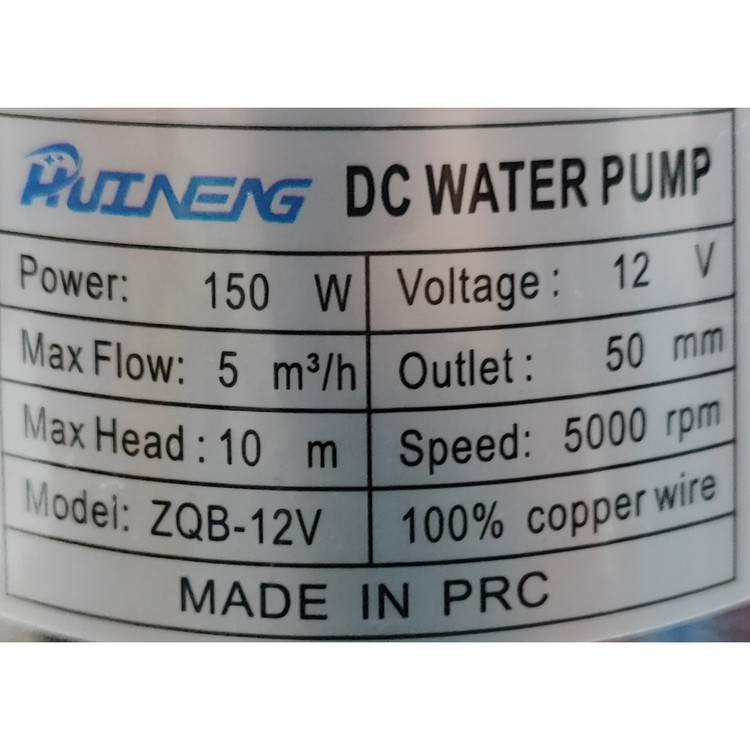 HUINENG DC WATER PUMP
Power: 150 W Voltage: 12 V
Max Flow: 5 m³/h Outlet: 50 mm
Max Head: 10 m Speed: 5000 rpm
Model: ZQB-12V 100% copper wire
MADE IN PRC